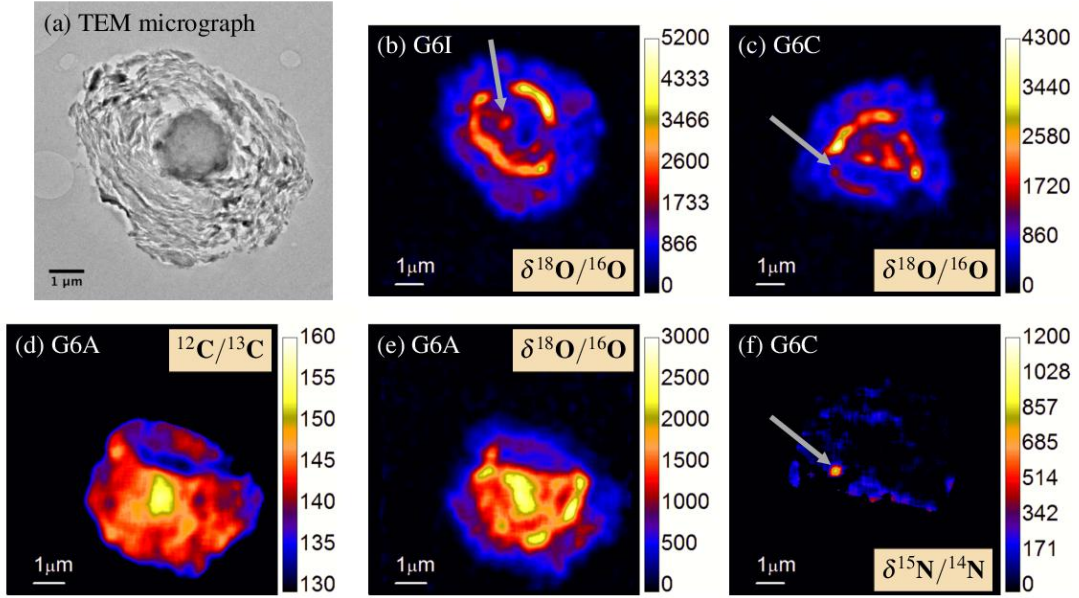 (a) TEM micrograph
1 μm
(b) G6I
1μm
δ¹⁸O/¹⁶O
5200
4333
3466
2600
1733
866
0
(c) G6C
1μm
δ¹⁸O/¹⁶O
4300
3440
2580
1720
860
0
(d) G6A
¹²C/¹³C
1μm
160
155
150
145
140
135
130
(e) G6A
δ¹⁸O/¹⁶O
1μm
3000
2500
2000
1500
1000
500
0
(f) G6C
1μm
δ¹⁵N/¹⁴N
1200
1028
857
685
514
342
171
0